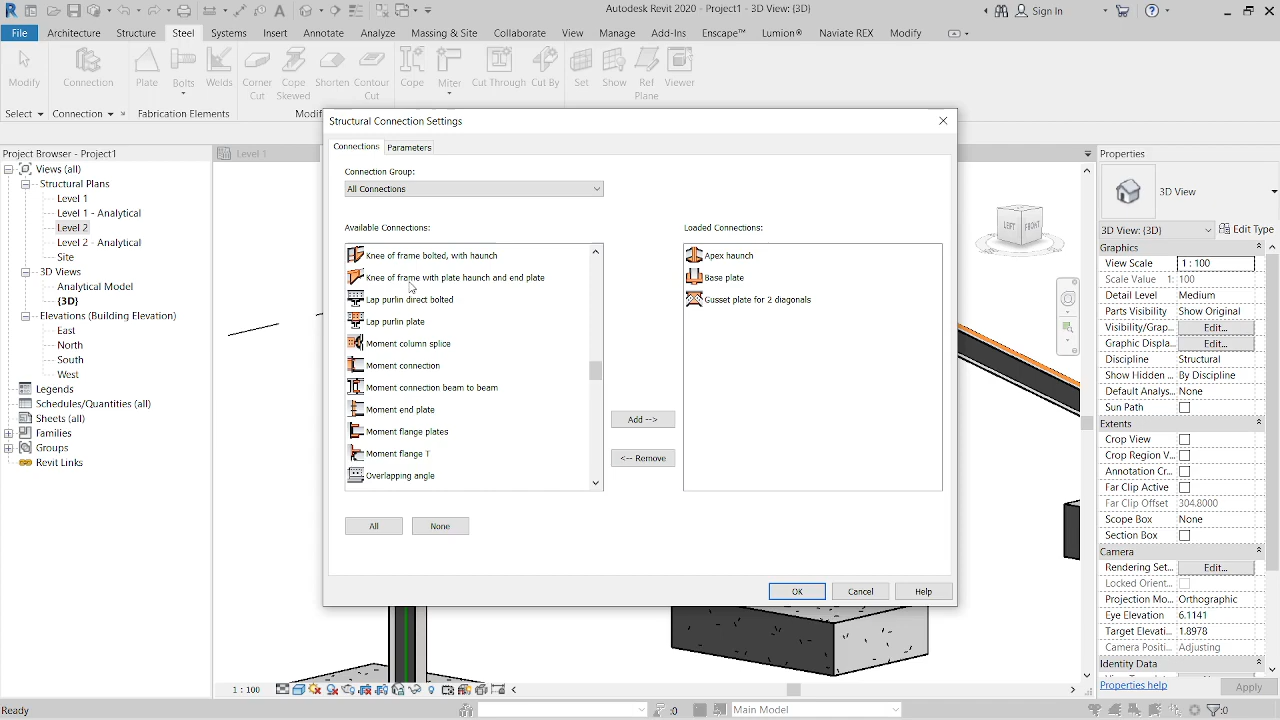 Autodesk Revit 2020 - Project1 - 3D View: {3D}
Sign In
File Architecture Structure Steel Systems Insert Annotate Analyze Massing & Site Collaborate View Manage Add-Ins Enscape™ Lumion® Naviate REX Modify
Modify Connection Plate Bolts Welds Corner Cut Cope Skewed Shorten Contour Cut Cope Miter Cut Through Cut By Set Show Ref Plane Viewer
Select Connection Fabrication Elements Modif
Project Browser - Project1
Views (all)
Structural Plans
Level 1
Level 1 - Analytical
Level 2
Level 2 - Analytical
Site
3D Views
Analytical Model
{3D}
Elevations (Building Elevation)
East
North
South
West
Legends
Schedules/Quantities (all)
Sheets (all)
Families
Groups
Revit Links
Level 1
Structural Connection Settings
Connections Parameters
Connection Group:
All Connections
Available Connections:
Knee of frame bolted, with haunch
Knee of frame with plate haunch and end plate
Lap purlin direct bolted
Lap purlin plate
Moment column splice
Moment connection
Moment connection beam to beam
Moment end plate
Moment flange plates
Moment flange T
Overlapping angle
Add -->
<-- Remove
Loaded Connections:
Apex haunch
Base plate
Gusset plate for 2 diagonals
All None
OK Cancel Help
LEFT FRONT
Properties
3D View
3D View: {3D} Edit Type
Graphics
View Scale 1 : 100
Scale Value 1: 100
Detail Level Medium
Parts Visibility Show Original
Visibility/Grap... Edit...
Graphic Displa... Edit...
Discipline Structural
Show Hidden ... By Discipline
Default Analys... None
Sun Path
Extents
Crop View
Crop Region V...
Annotation Cr...
Far Clip Active
Far Clip Offset 304.8000
Scope Box None
Section Box
Camera
Rendering Set... Edit...
Locked Orient...
Projection Mo... Orthographic
Eye Elevation 6.1141
Target Elevati... 1.8978
Camera Positi... Adjusting
Identity Data
Properties help Apply
1 : 100
Ready
:0
Main Model
:0